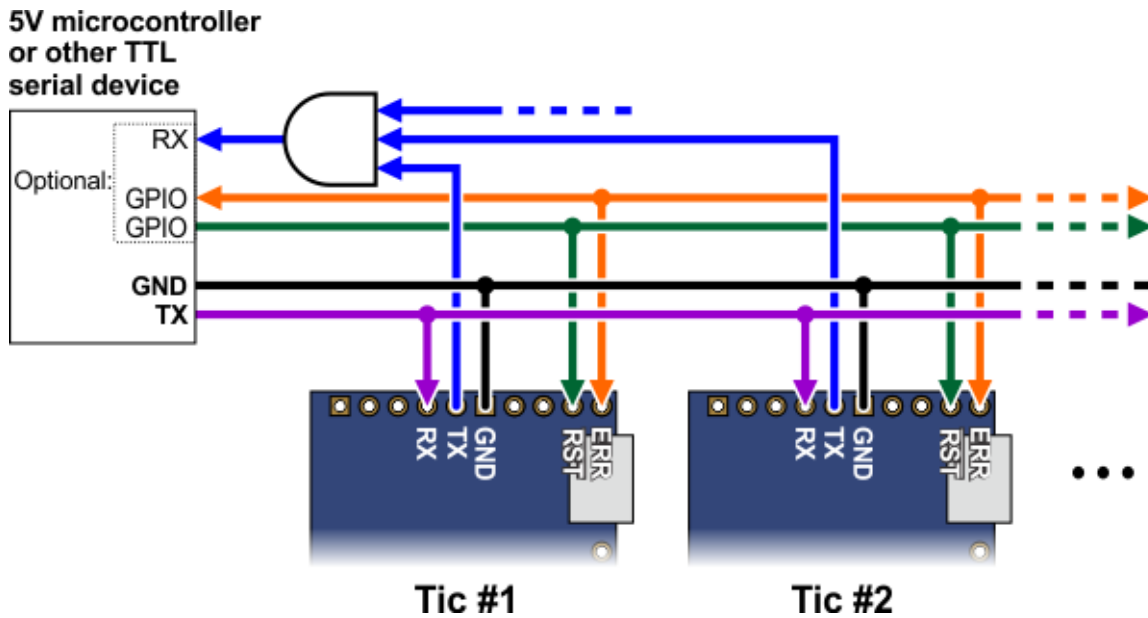 5V microcontroller
or other TTL
serial device
RX
Optional:
GPIO
GPIO
GND
TX
RX
TX
GND
RST
ERR
RX
TX
GND
RST
ERR
Tic #1
Tic #2